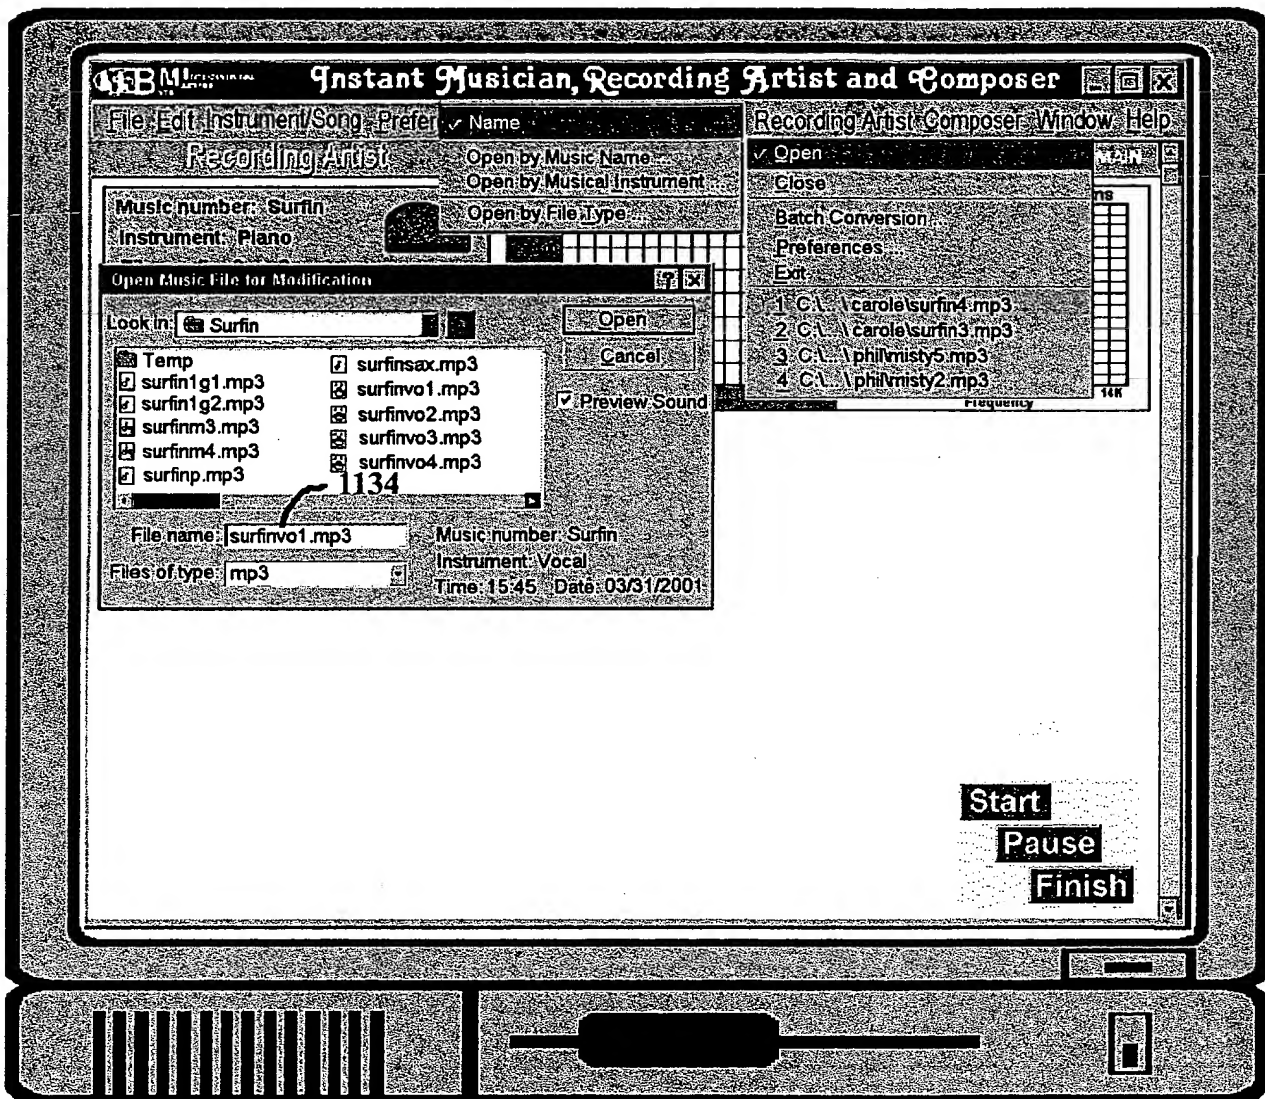 Instant Musician, Recording Artist and Composer
File Edit Instrument/Song Prefer
✓ Name
Recording Artist Composer Window Help
Recording Artist
Open by Music Name ...
Open by Musical Instrument ...
Open by File Type ...
✓ Open
Close
Batch Conversion
Preferences ...
Exit
1 C:\...\carole\surfin4.mp3
2 C:\...\carole\surfin3.mp3
3 C:\...\phil\misty5.mp3
4 C:\...\phil\misty2.mp3
MAIN
Frequency
14K
Music number: Surfin
Instrument: Piano
Open Music File for Modification
Look in: Surfin
Open
Cancel
✓ Preview Sound
Temp
surfin1g1.mp3
surfin1g2.mp3
surfinm3.mp3
surfinm4.mp3
surfinp.mp3
surfinsax.mp3
surfinvo1.mp3
surfinvo2.mp3
surfinvo3.mp3
surfinvo4.mp3
1134
File name: surfinvo1.mp3
Files of type: mp3
Music number: Surfin
Instrument: Vocal
Time: 15:45 Date: 03/31/2001
Start
Pause
Finish